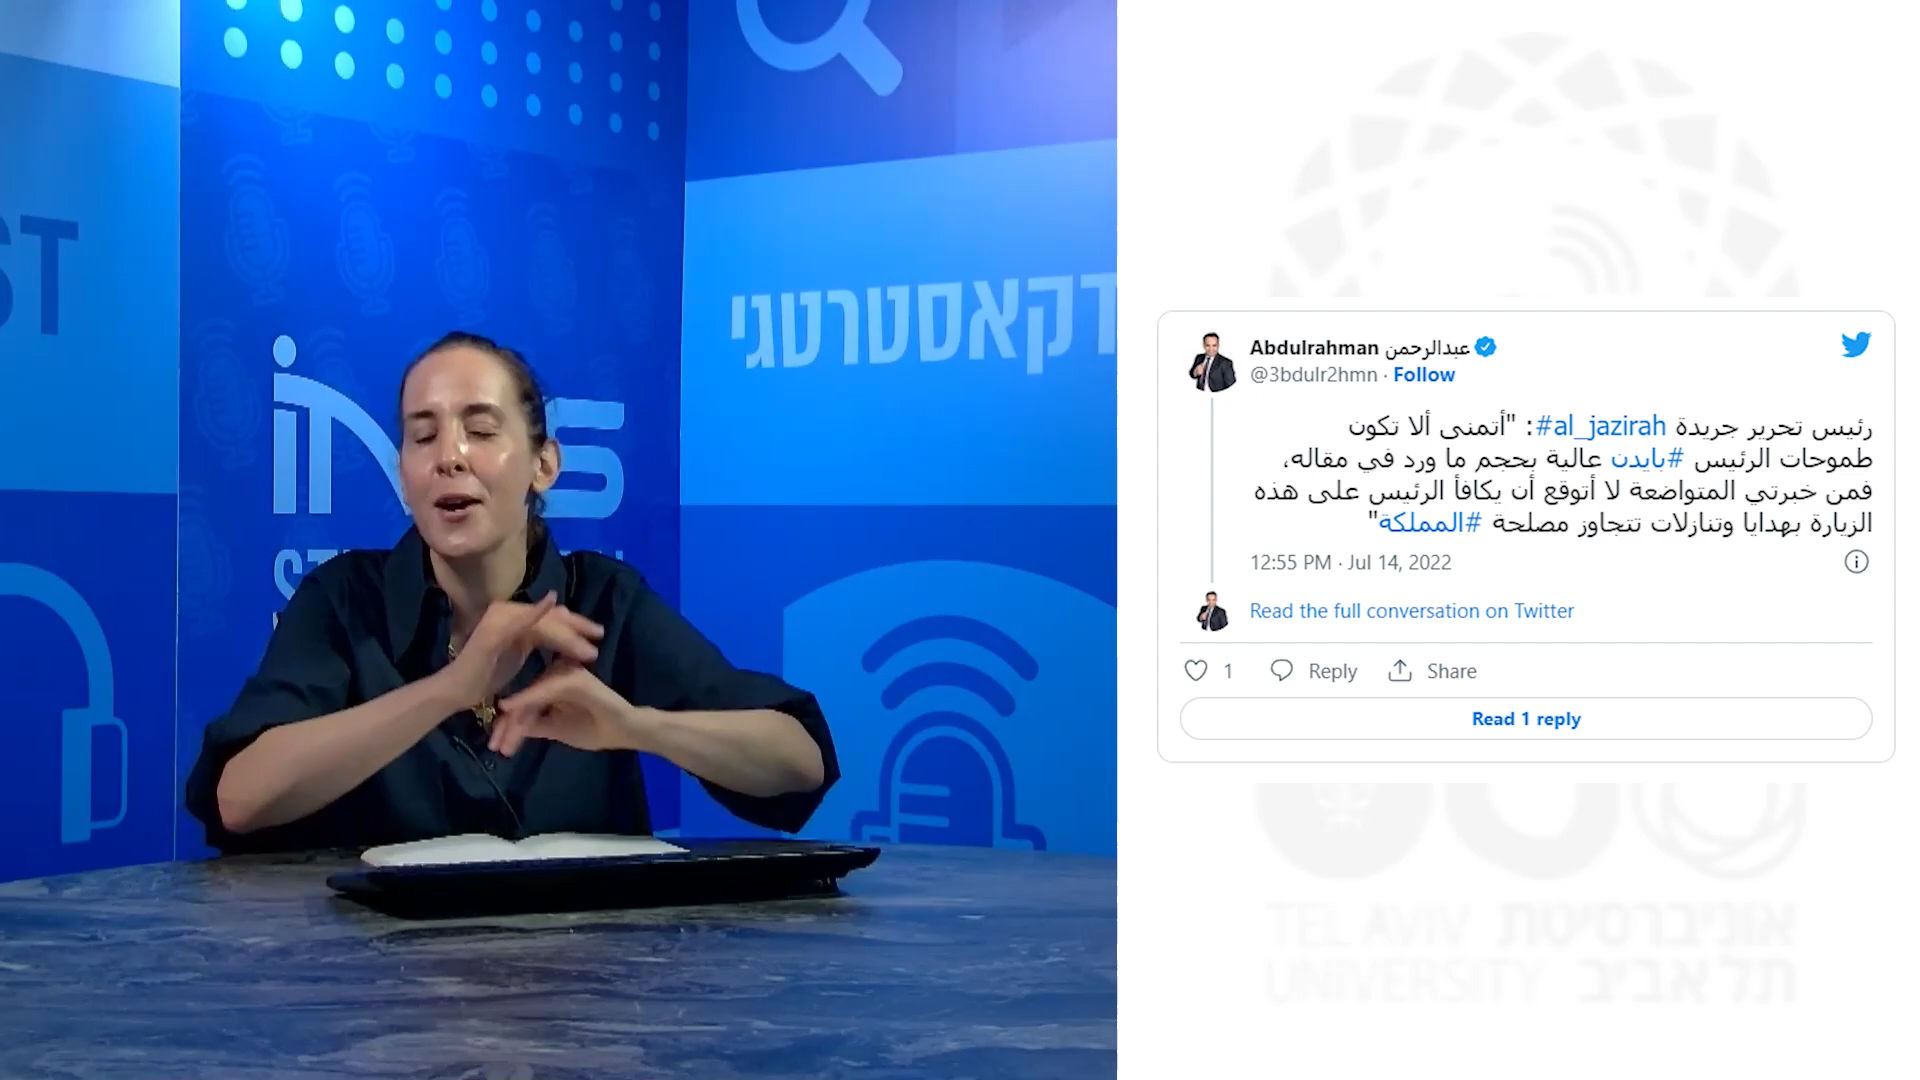 ST
דקאסטרטגי
Abdulrahman عبدالرحمن
@3bdulr2hmn · Follow
رئيس تحرير جريدة #al_jazirah: "أتمنى ألا تكون
طموحات الرئيس #بايدن عالية بحجم ما ورد في مقاله،
فمن خبرتي المتواضعة لا أتوقع أن يكافأ الرئيس على هذه
الزيارة بهدايا وتنازلات تتجاوز مصلحة #المملكة"
12:55 PM · Jul 14, 2022
Read the full conversation on Twitter
1 Reply Share
Read 1 reply
TEL AVIV אוניברסיטת
UNIVERSITY תל אביב